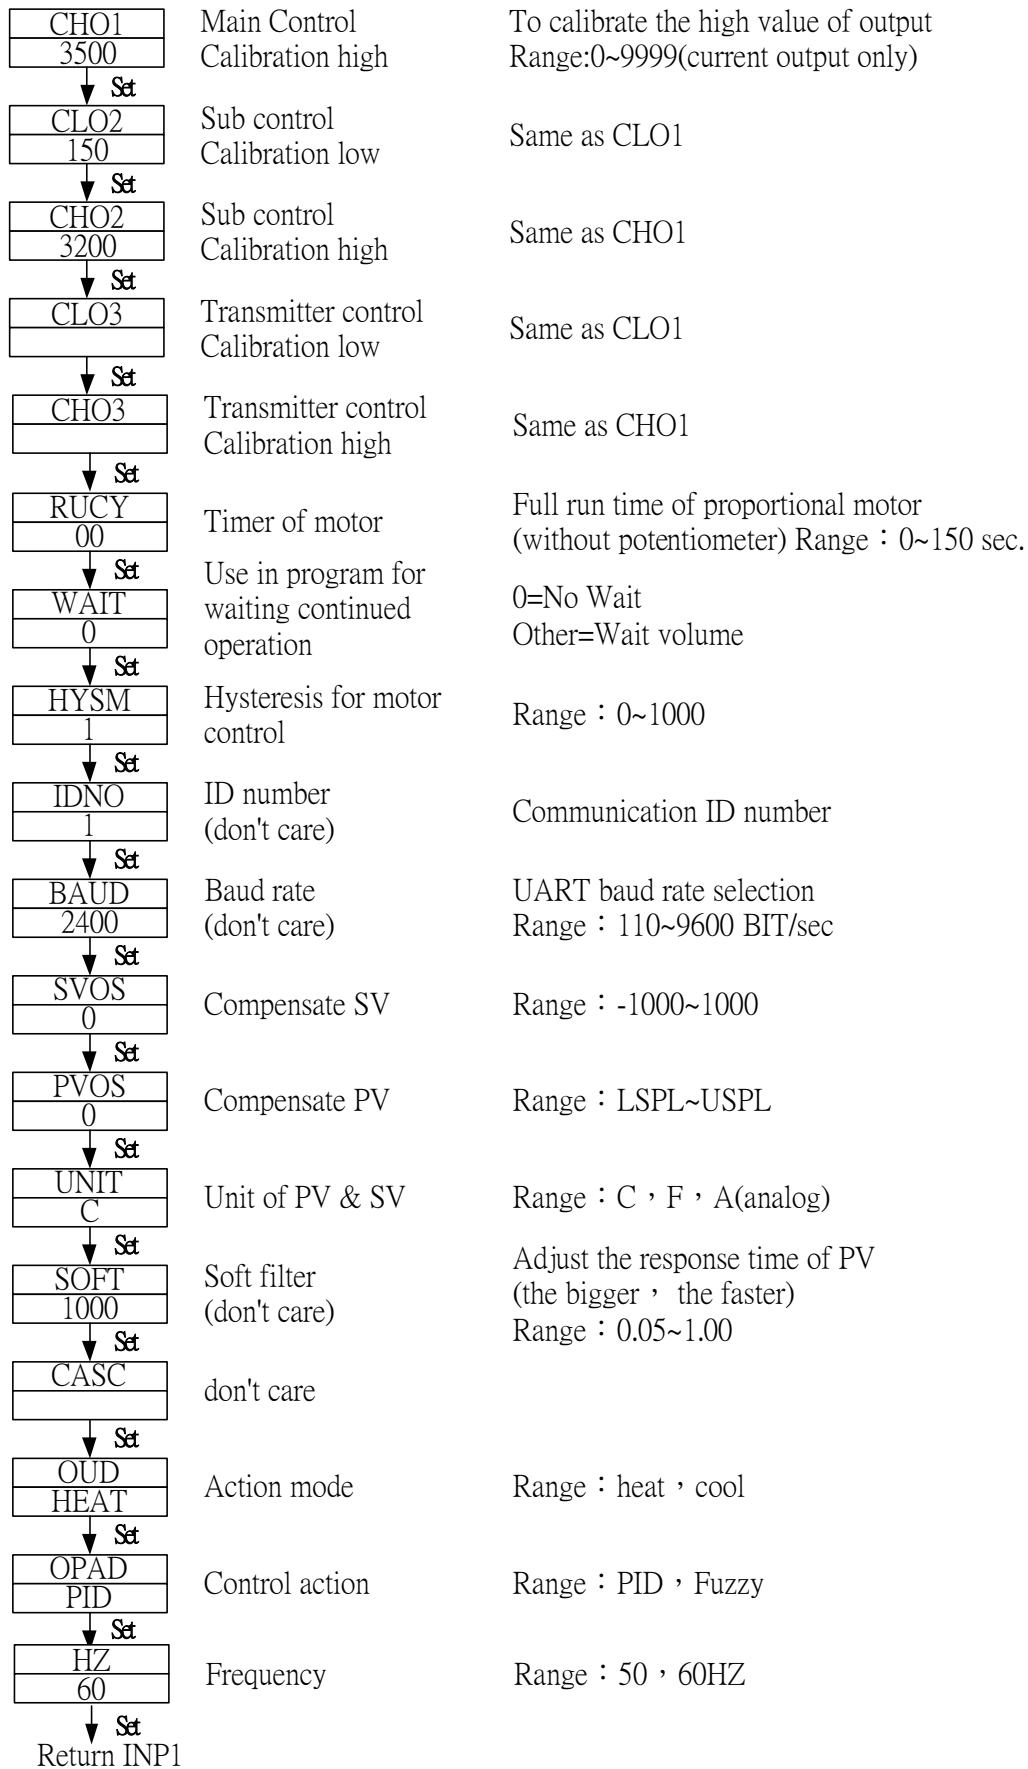 CHO1
3500
Main Control
Calibration high
To calibrate the high value of output
Range:0~9999(current output only)
Set
CLO2
150
Sub control
Calibration low
Same as CLO1
Set
CHO2
3200
Sub control
Calibration high
Same as CHO1
Set
CLO3
Transmitter control
Calibration low
Same as CLO1
Set
CHO3
Transmitter control
Calibration high
Same as CHO1
Set
RUCY
00
Timer of motor
Full run time of proportional motor
(without potentiometer) Range：0~150 sec.
Set
WAIT
0
Use in program for
waiting continued
operation
0=No Wait
Other=Wait volume
Set
HYSM
1
Hysteresis for motor
control
Range：0~1000
Set
IDNO
1
ID number
(don't care)
Communication ID number
Set
BAUD
2400
Baud rate
(don't care)
UART baud rate selection
Range：110~9600 BIT/sec
Set
SVOS
0
Compensate SV
Range：-1000~1000
Set
PVOS
0
Compensate PV
Range：LSPL~USPL
Set
UNIT
C
Unit of PV & SV
Range：C，F，A(analog)
Set
SOFT
1000
Soft filter
(don't care)
Adjust the response time of PV
(the bigger， the faster)
Range：0.05~1.00
Set
CASC
don't care
Set
OUD
HEAT
Action mode
Range：heat，cool
Set
OPAD
PID
Control action
Range：PID，Fuzzy
Set
HZ
60
Frequency
Range：50，60HZ
Set
Return INP1